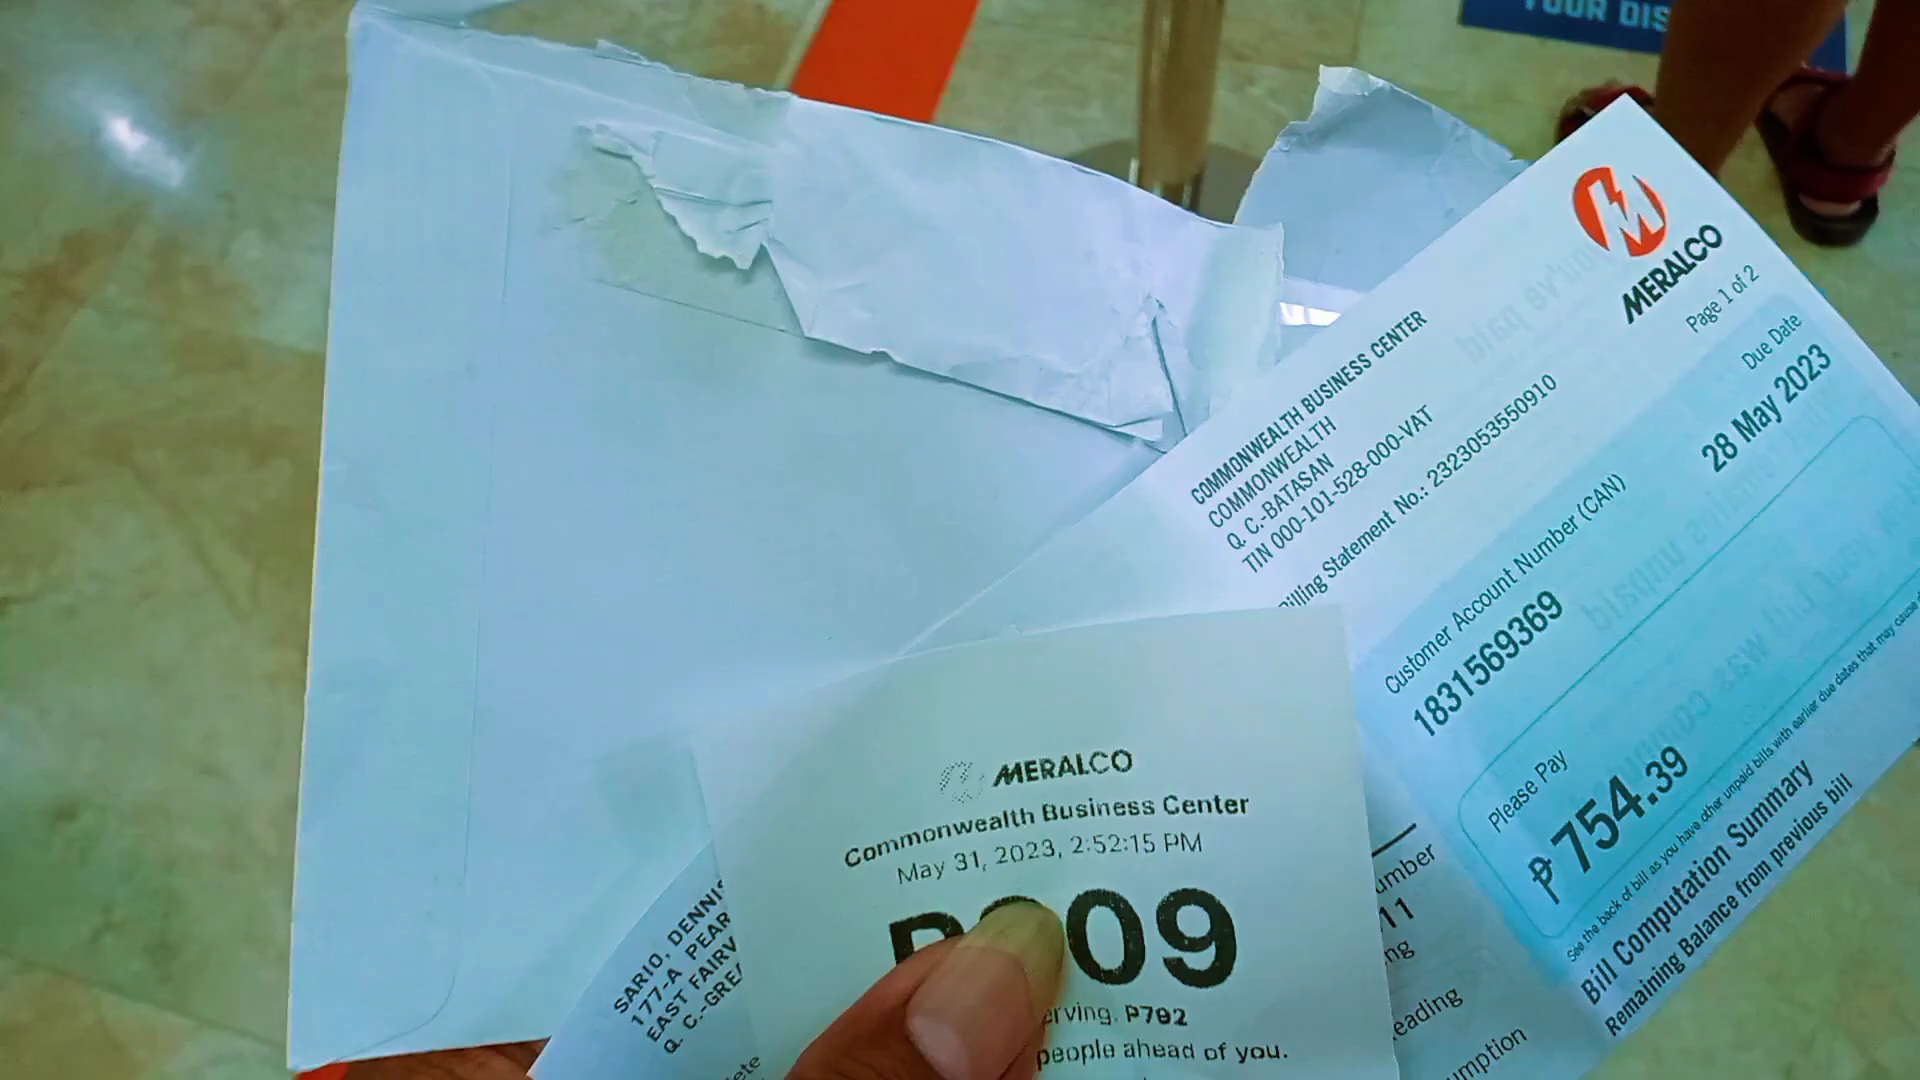 YOUR DIS
MERALCO
Page 1 of 2
COMMONWEALTH BUSINESS CENTER
COMMONWEALTH
Q. C.-BATASAN
TIN 000-101-528-000-VAT
Billing Statement No.: 2323053550910
Due Date
28 May 2023
Customer Account Number (CAN)
1831569369
Please Pay
₱754.39
See the back of bill as you have other unpaid bills with earlier due dates that may cause
Bill Computation Summary
Remaining Balance from previous bill
MERALCO
Commonwealth Business Center
May 31, 2023, 2:52:15 PM
09
erving. P792
people ahead of you.
SARIO, DENNIS
177-A PEAR
EAST FAIRV
Q. C.-GREA
ete
umber
11
ng
eading
umption